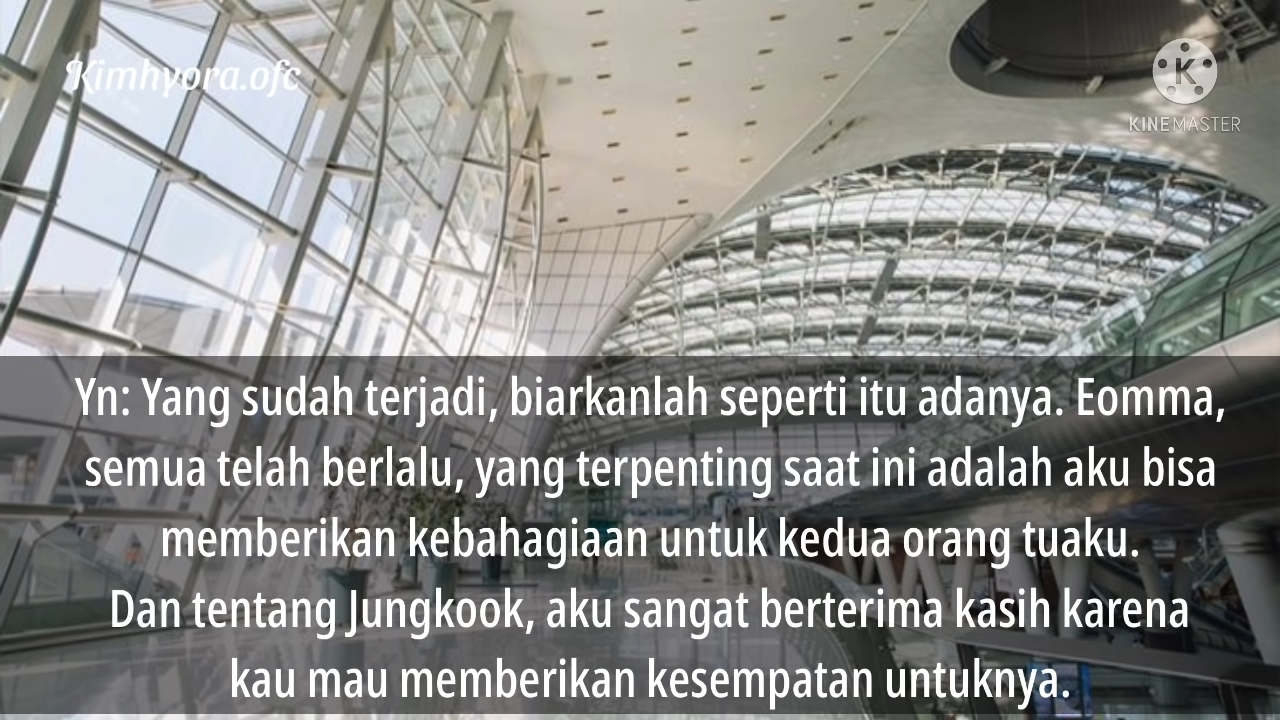 Kimhyora.ofc
K
KINEMASTER
Yn: Yang sudah terjadi, biarkanlah seperti itu adanya. Eomma,
semua telah berlalu, yang terpenting saat ini adalah aku bisa
memberikan kebahagiaan untuk kedua orang tuaku.
Dan tentang Jungkook, aku sangat berterima kasih karena
kau mau memberikan kesempatan untuknya.